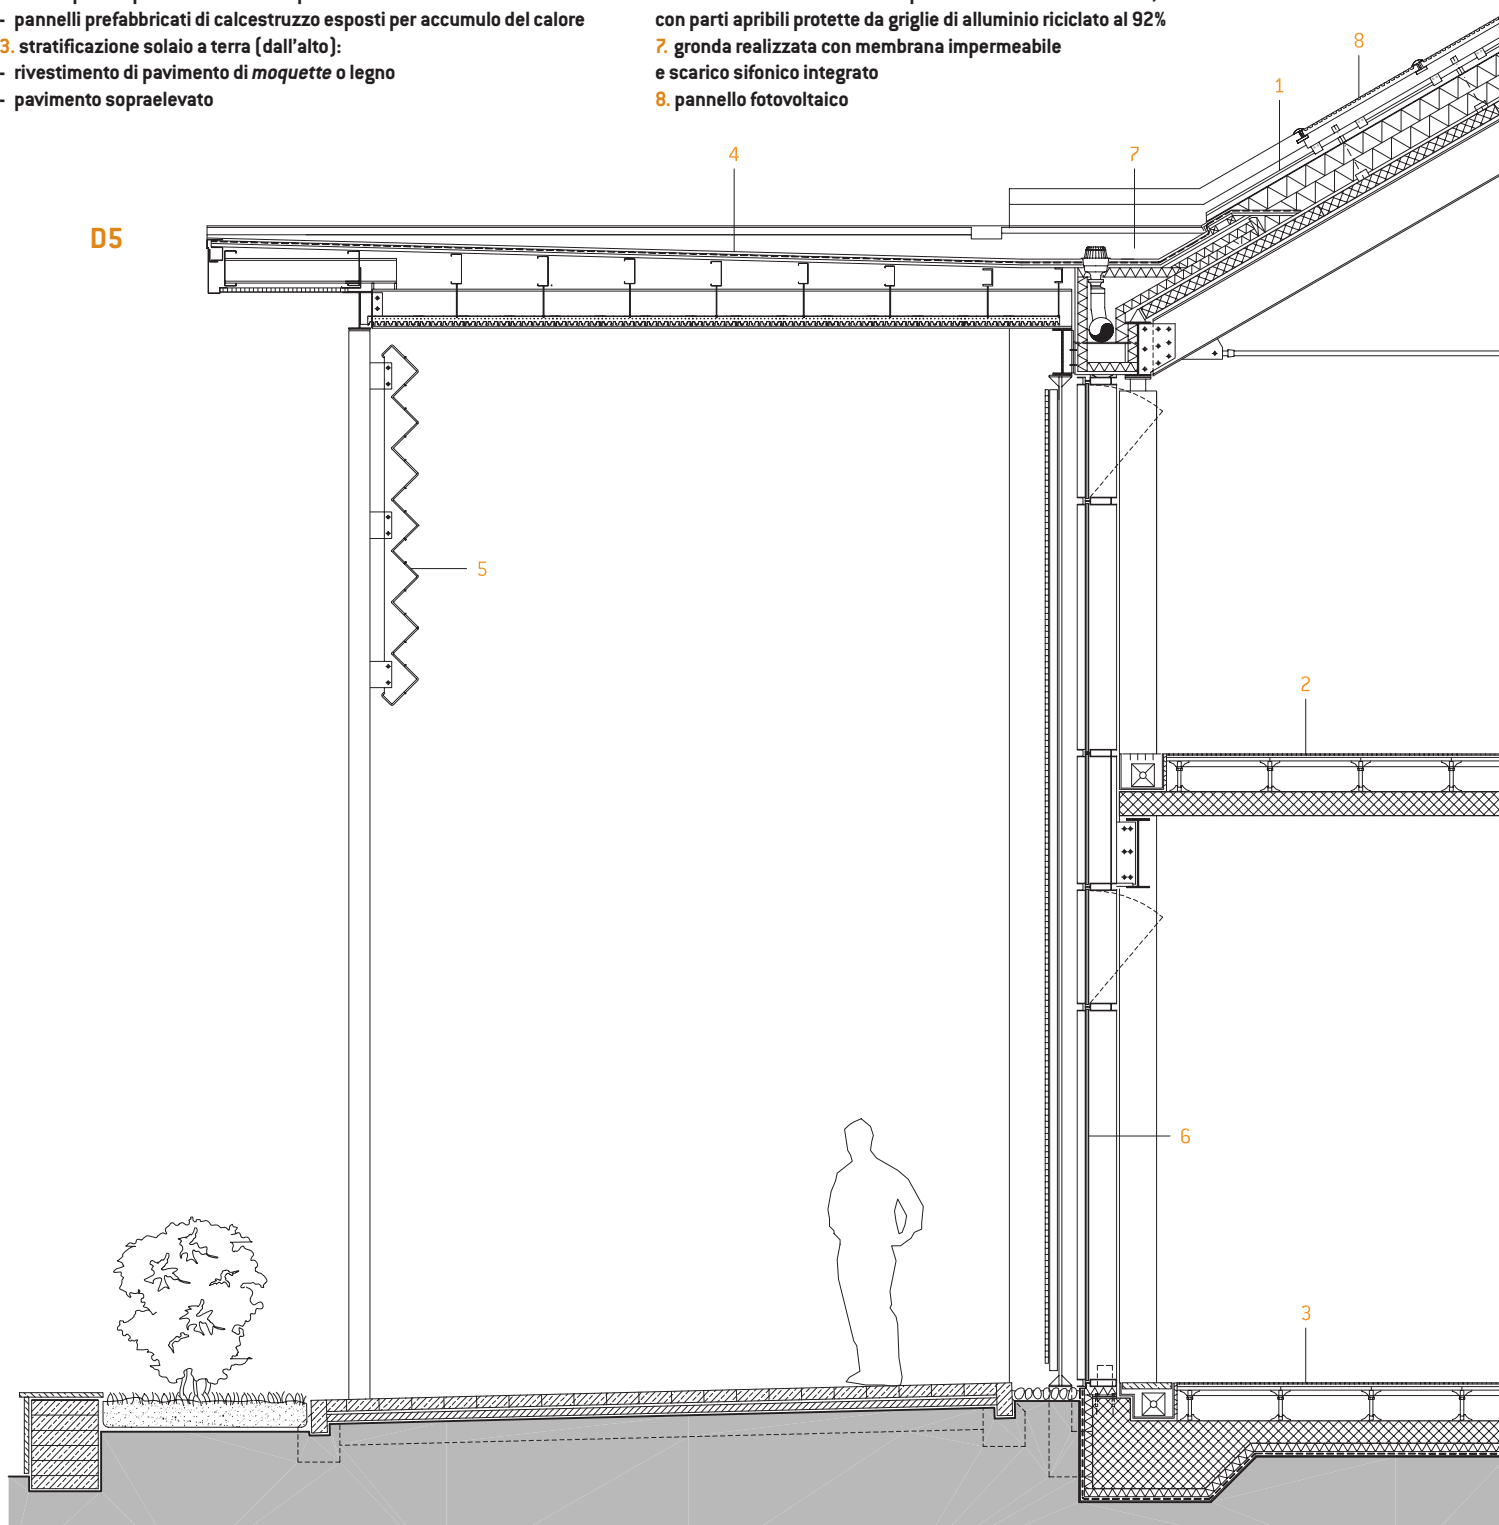 - pannelli prefabbricati di calcestruzzo esposti per accumulo del calore
3. stratificazione solaio a terra (dall'alto):
- rivestimento di pavimento di moquette o legno
- pavimento sopraelevato
con parti apribili protette da griglie di alluminio riciclato al 92%
7. gronda realizzata con membrana impermeabile
e scarico sifonico integrato
8. pannello fotovoltaico
8
1
4
7
D5
5
2
6
3